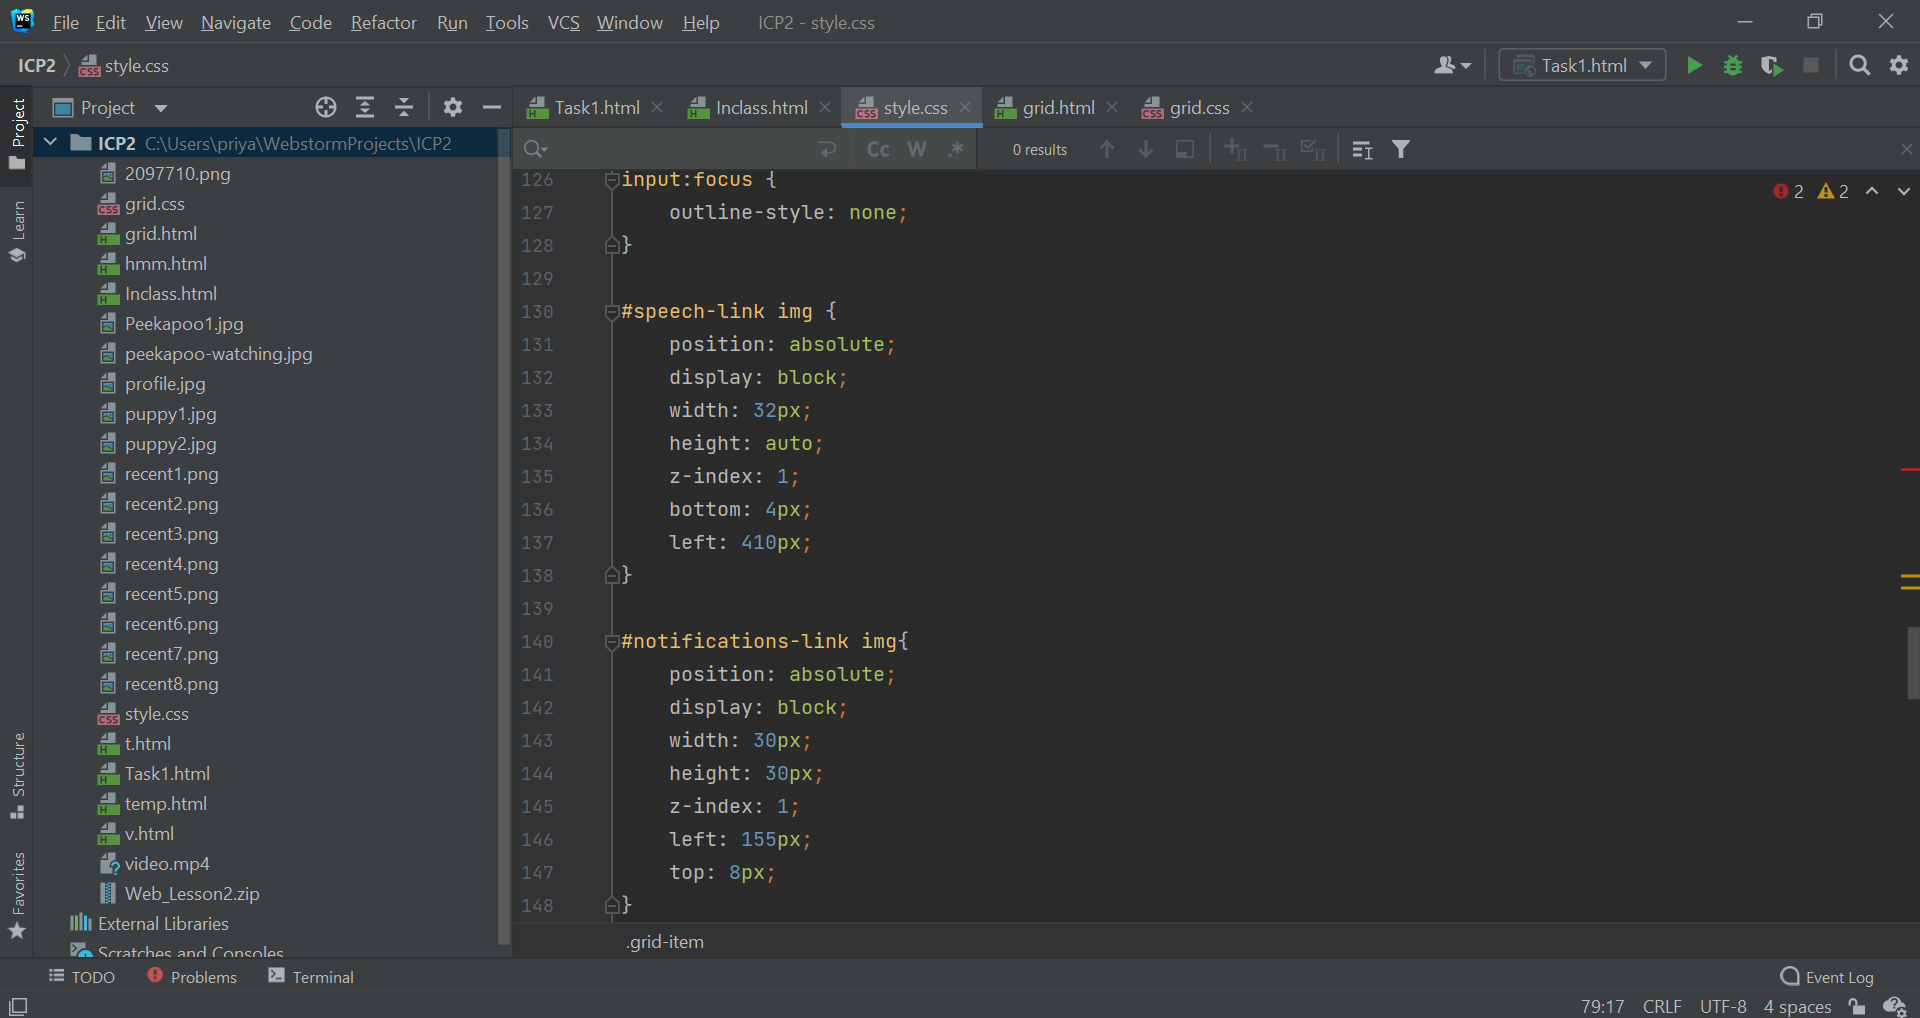 WS File Edit View Navigate Code Refactor Run Tools VCS Window Help ICP2 - style.css
ICP2 style.css Task1.html
Project Task1.html Inclass.html style.css grid.html grid.css
Cc W .* 0 results
2 2
Project
Learn
Structure
Favorites
ICP2 C:\Users\priya\WebstormProjects\ICP2
2097710.png
grid.css
grid.html
hmm.html
Inclass.html
Peekapoo1.jpg
peekapoo-watching.jpg
profile.jpg
puppy1.jpg
puppy2.jpg
recent1.png
recent2.png
recent3.png
recent4.png
recent5.png
recent6.png
recent7.png
recent8.png
style.css
t.html
Task1.html
temp.html
v.html
video.mp4
Web_Lesson2.zip
External Libraries
Scratches and Consoles
126 input:focus {
127 outline-style: none;
128 }
129
130 #speech-link img {
131 position: absolute;
132 display: block;
133 width: 32px;
134 height: auto;
135 z-index: 1;
136 bottom: 4px;
137 left: 410px;
138 }
139
140 #notifications-link img{
141 position: absolute;
142 display: block;
143 width: 30px;
144 height: 30px;
145 z-index: 1;
146 left: 155px;
147 top: 8px;
148 }
.grid-item
TODO Problems Terminal Event Log
79:17 CRLF UTF-8 4 spaces